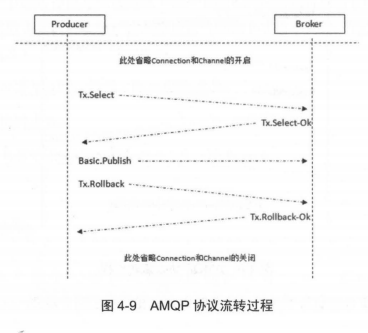 Producer Broker
此处省略Connection和Channel的开启
Tx.Select
Tx.Select-Ok
Basic.Publish
Tx.Rollback
Tx.Rollback-Ok
此处省略Connection和Channel的关闭
图 4-9 AMQP 协议流转过程